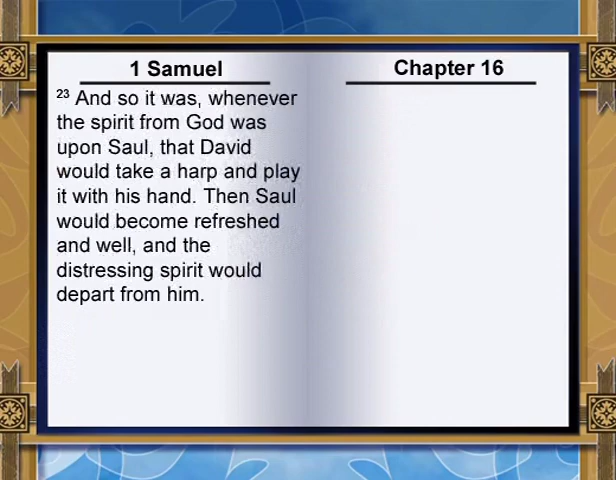 1 Samuel
Chapter 16
23 And so it was, whenever
the spirit from God was
upon Saul, that David
would take a harp and play
it with his hand. Then Saul
would become refreshed
and well, and the
distressing spirit would
depart from him.